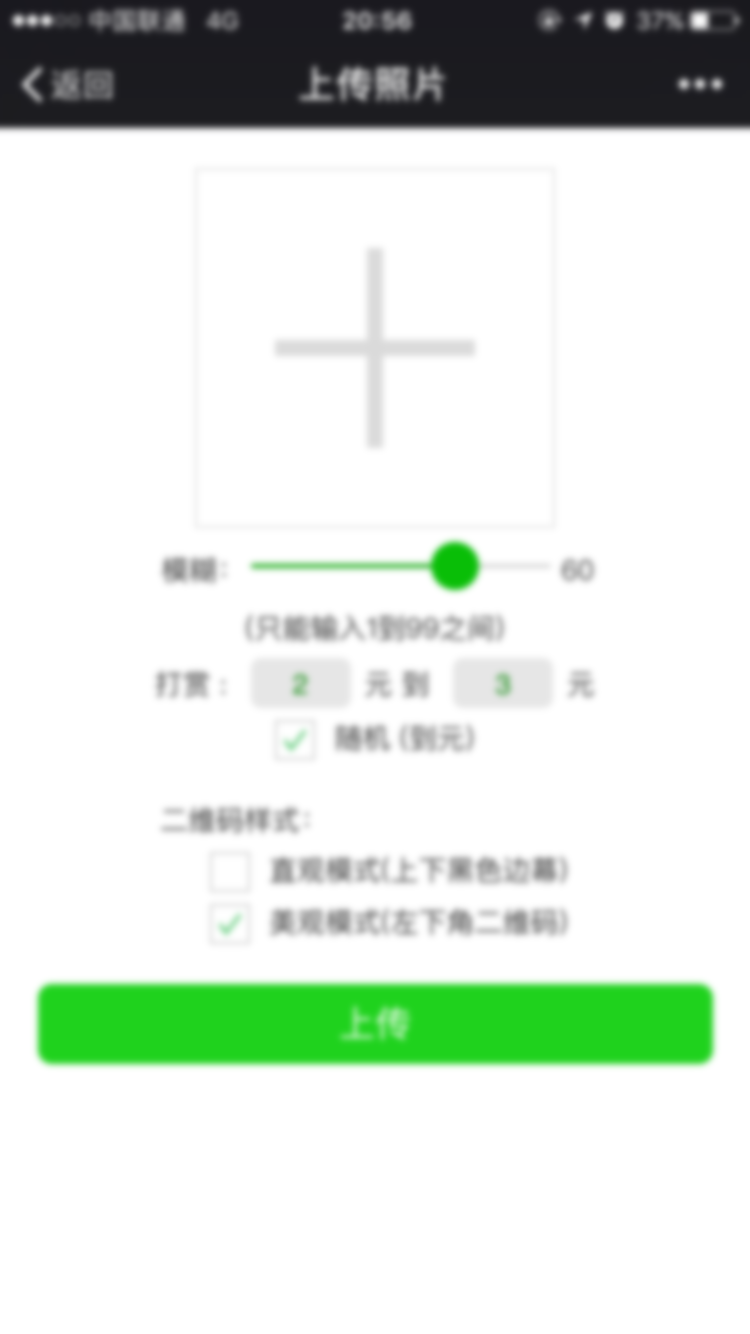 中国联通 4G 20:56 37%
返回 上传照片
模糊: 60
(只能输入1到99之间)
打赏: 2 元 到 3 元
随机 (到元)
二维码样式:
直观模式(上下黑色边幕)
美观模式(左下角二维码)
上传